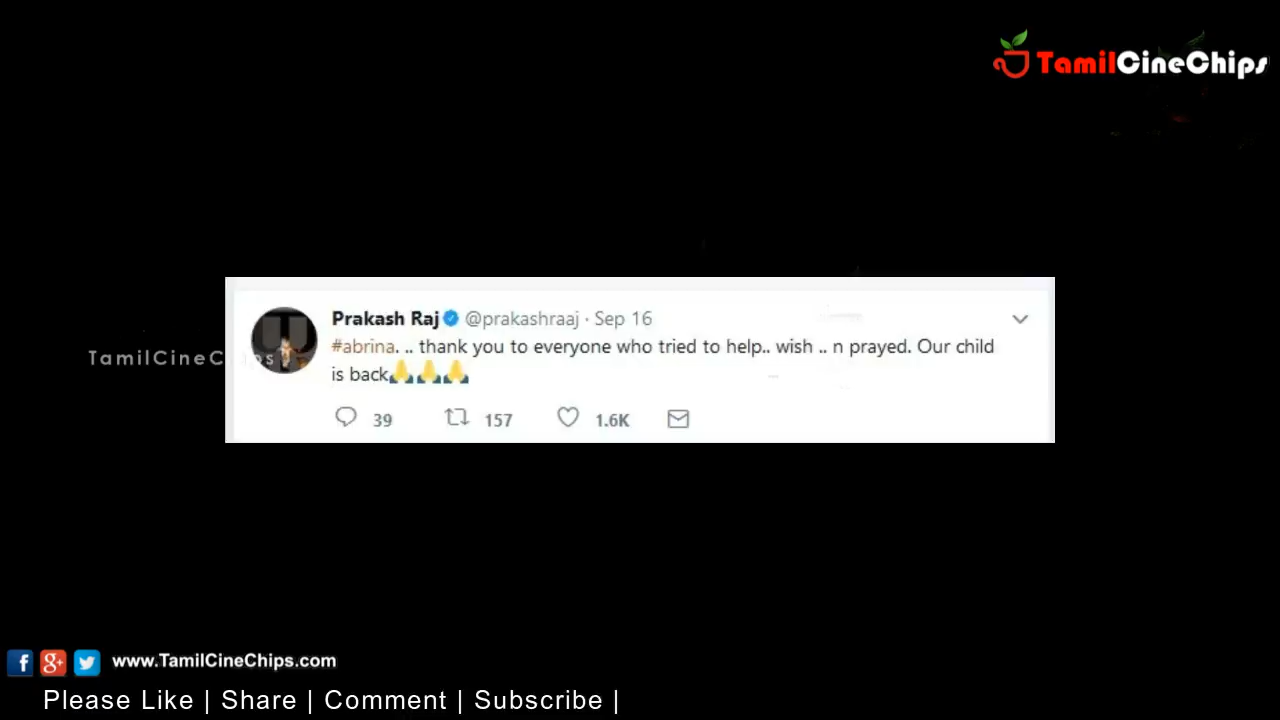 TamilCineChips
Prakash Raj @prakashraaj · Sep 16
#abrina. .. thank you to everyone who tried to help.. wish .. n prayed. Our child
is back🙏🙏🙏
TamilCineChips
39 157 1.6K
f g+ www.TamilCineChips.com
Please Like | Share | Comment | Subscribe |